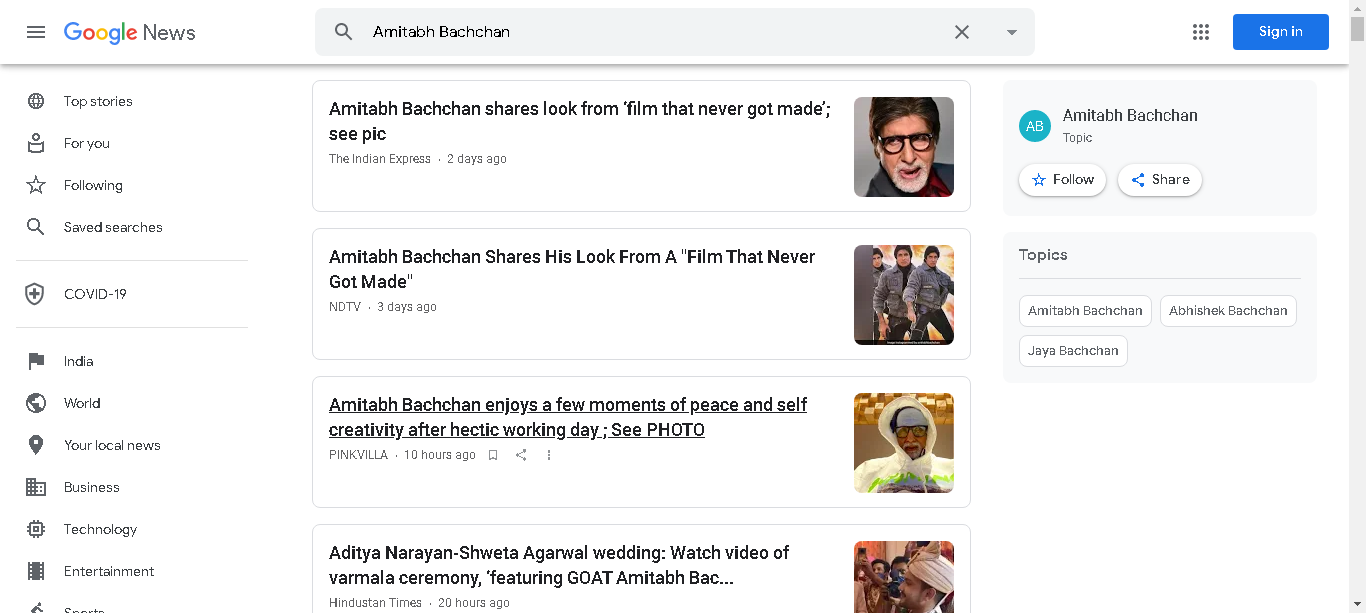 Google News
Amitabh Bachchan
Sign in
Top stories
For you
Following
Saved searches
COVID-19
India
World
Your local news
Business
Technology
Entertainment
Sports
Amitabh Bachchan shares look from ‘film that never got made’;
see pic
The Indian Express · 2 days ago
Amitabh Bachchan Shares His Look From A "Film That Never
Got Made"
NDTV · 3 days ago
Amitabh Bachchan enjoys a few moments of peace and self
creativity after hectic working day ; See PHOTO
PINKVILLA · 10 hours ago
Aditya Narayan-Shweta Agarwal wedding: Watch video of
varmala ceremony, ‘featuring GOAT Amitabh Bac...
Hindustan Times · 20 hours ago
AB
Amitabh Bachchan
Topic
Follow
Share
Topics
Amitabh Bachchan
Abhishek Bachchan
Jaya Bachchan